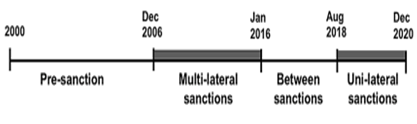 2000
Dec
2006
Jan
2016
Aug
2018
Dec
2020
Pre-sanction
Multi-lateral
sanctions
Between
sanctions
Uni-lateral
sanctions